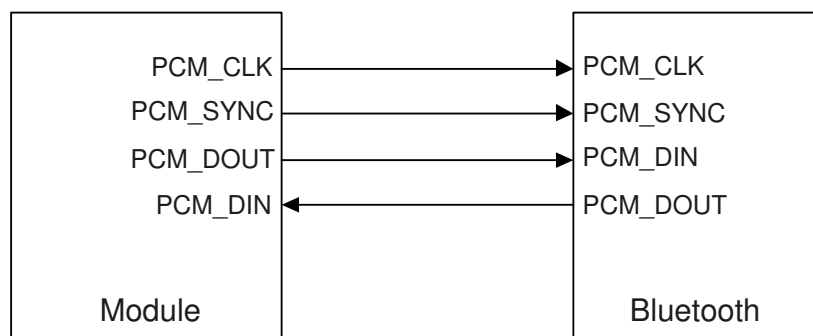 PCM_CLK PCM_CLK
PCM_SYNC PCM_SYNC
PCM_DOUT PCM_DIN
PCM_DIN PCM_DOUT
Module Bluetooth